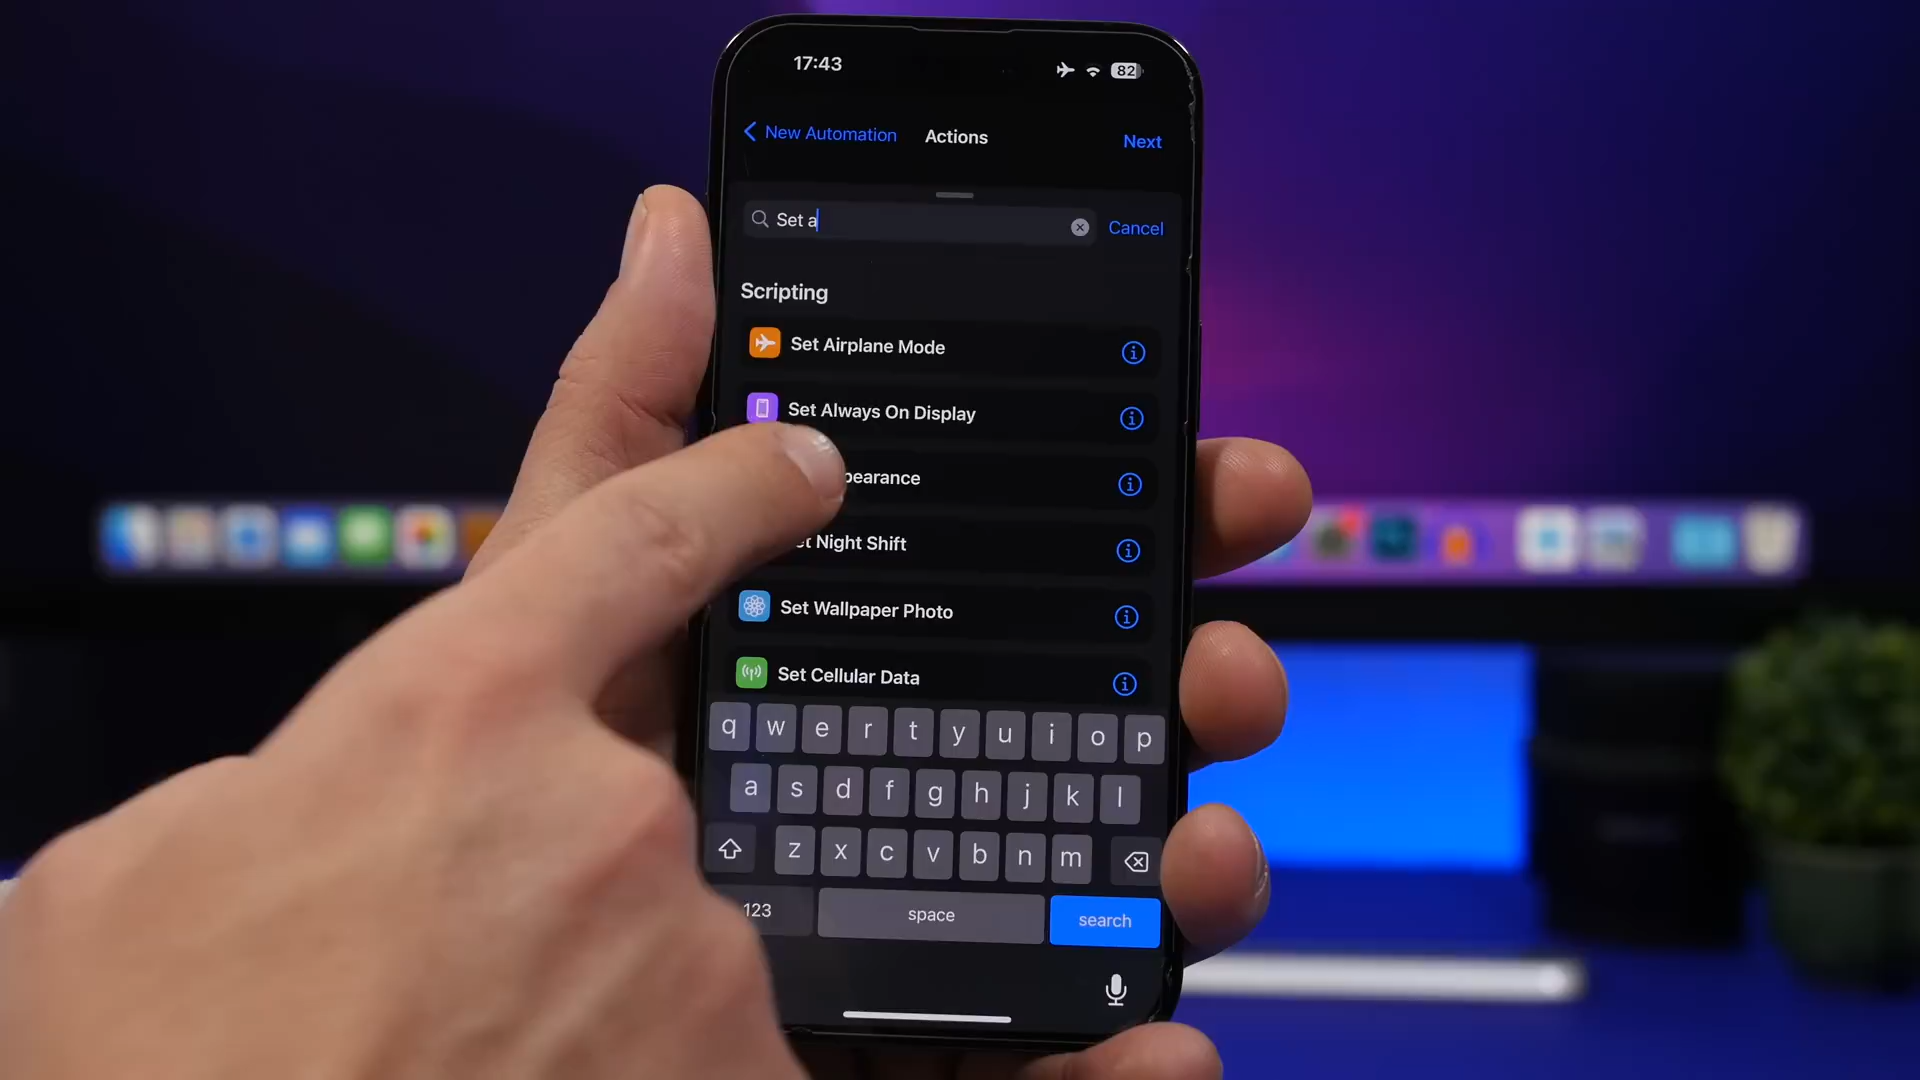 17:43
82
New Automation Actions Next
Set a Cancel
Scripting
Set Airplane Mode
Set Always On Display
pearance
et Night Shift
Set Wallpaper Photo
Set Cellular Data
q w e r t y u i o p
a s d f g h j k l
z x c v b n m
123 space search